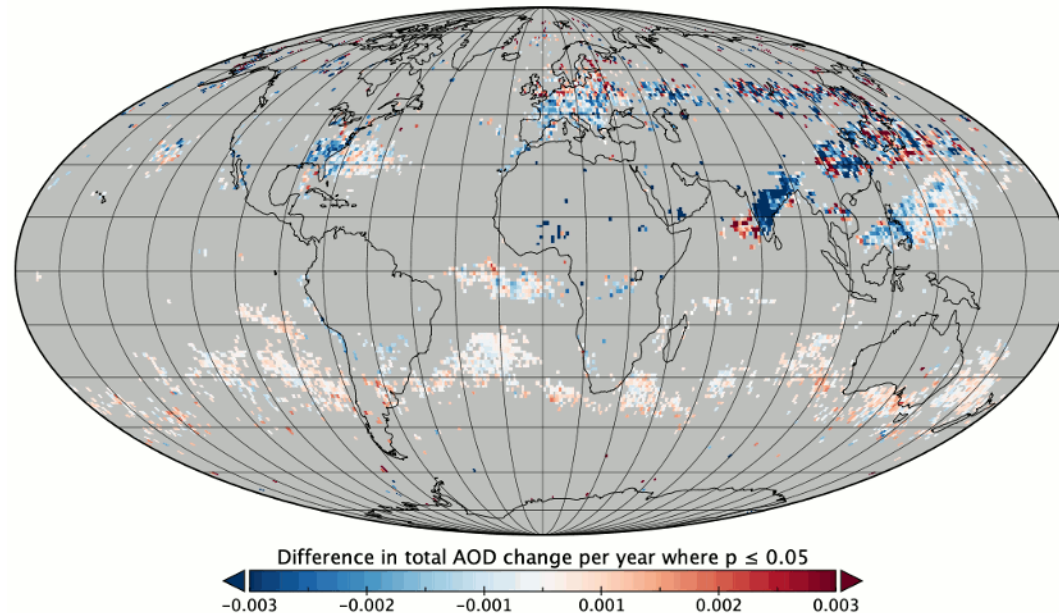 Difference in total AOD change per year where p ≤ 0.05
-0.003 -0.002 -0.001 0.001 0.002 0.003